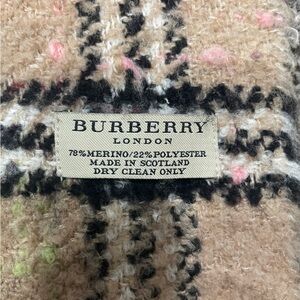 BURBERRY
LONDON
78%MERINO/22%POLYESTER
MADE IN SCOTLAND
DRY CLEAN ONLY